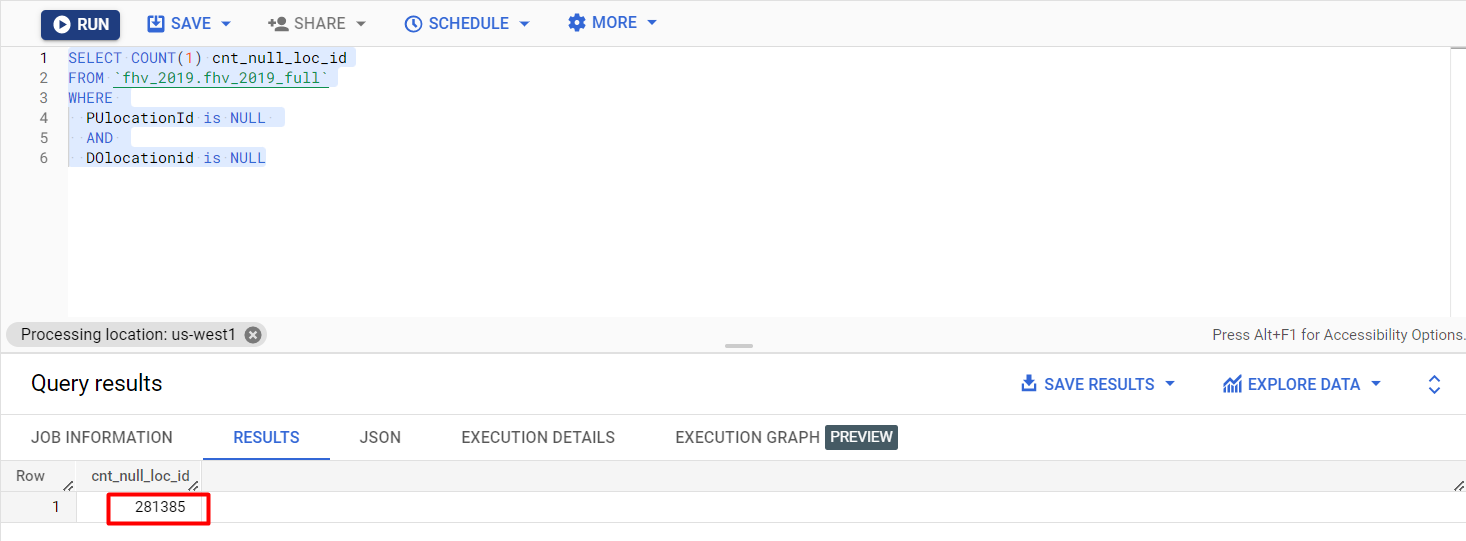 RUN SAVE SHARE SCHEDULE MORE
1 SELECT COUNT(1) cnt_null_loc_id
2 FROM `fhv_2019.fhv_2019_full`
3 WHERE
4 PUlocationId is NULL
5 AND
6 DOlocationid is NULL
Processing location: us-west1 Press Alt+F1 for Accessibility Options.
Query results SAVE RESULTS EXPLORE DATA
JOB INFORMATION RESULTS JSON EXECUTION DETAILS EXECUTION GRAPH PREVIEW
Row cnt_null_loc_id
1 281385